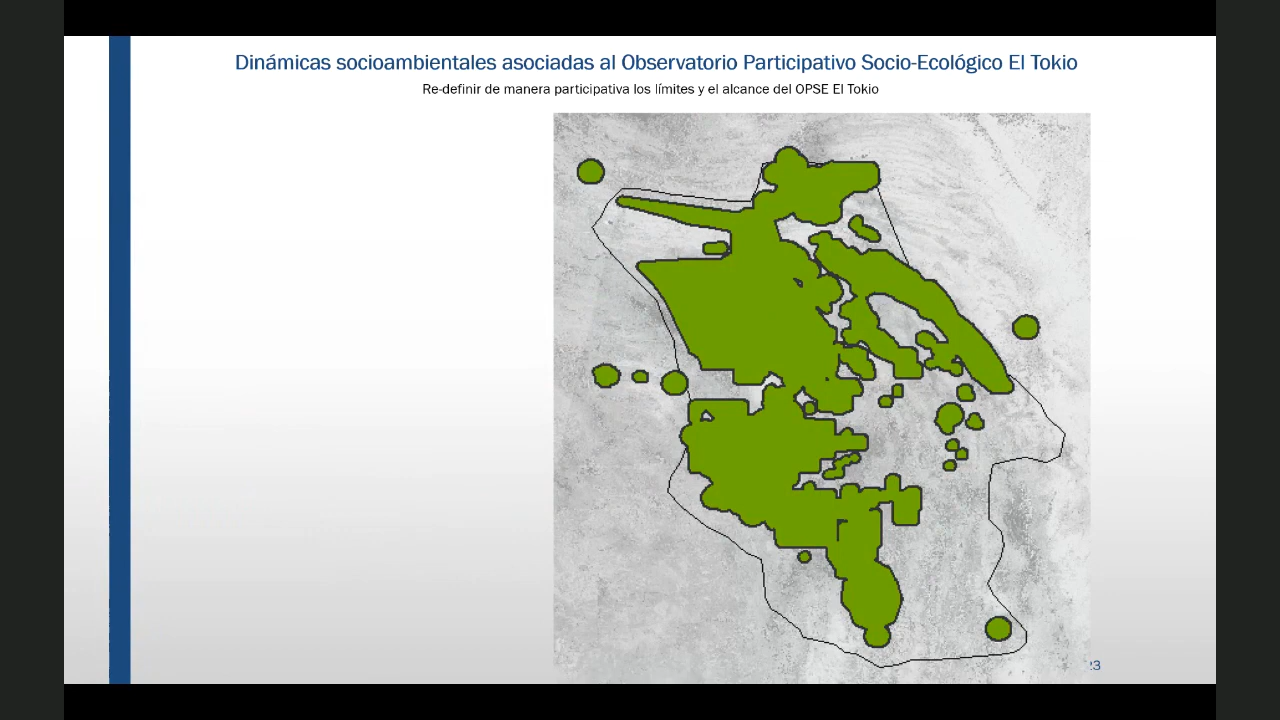 Dinámicas socioambientales asociadas al Observatorio Participativo Socio-Ecológico El Tokio
Re-definir de manera participativa los límites y el alcance del OPSE El Tokio